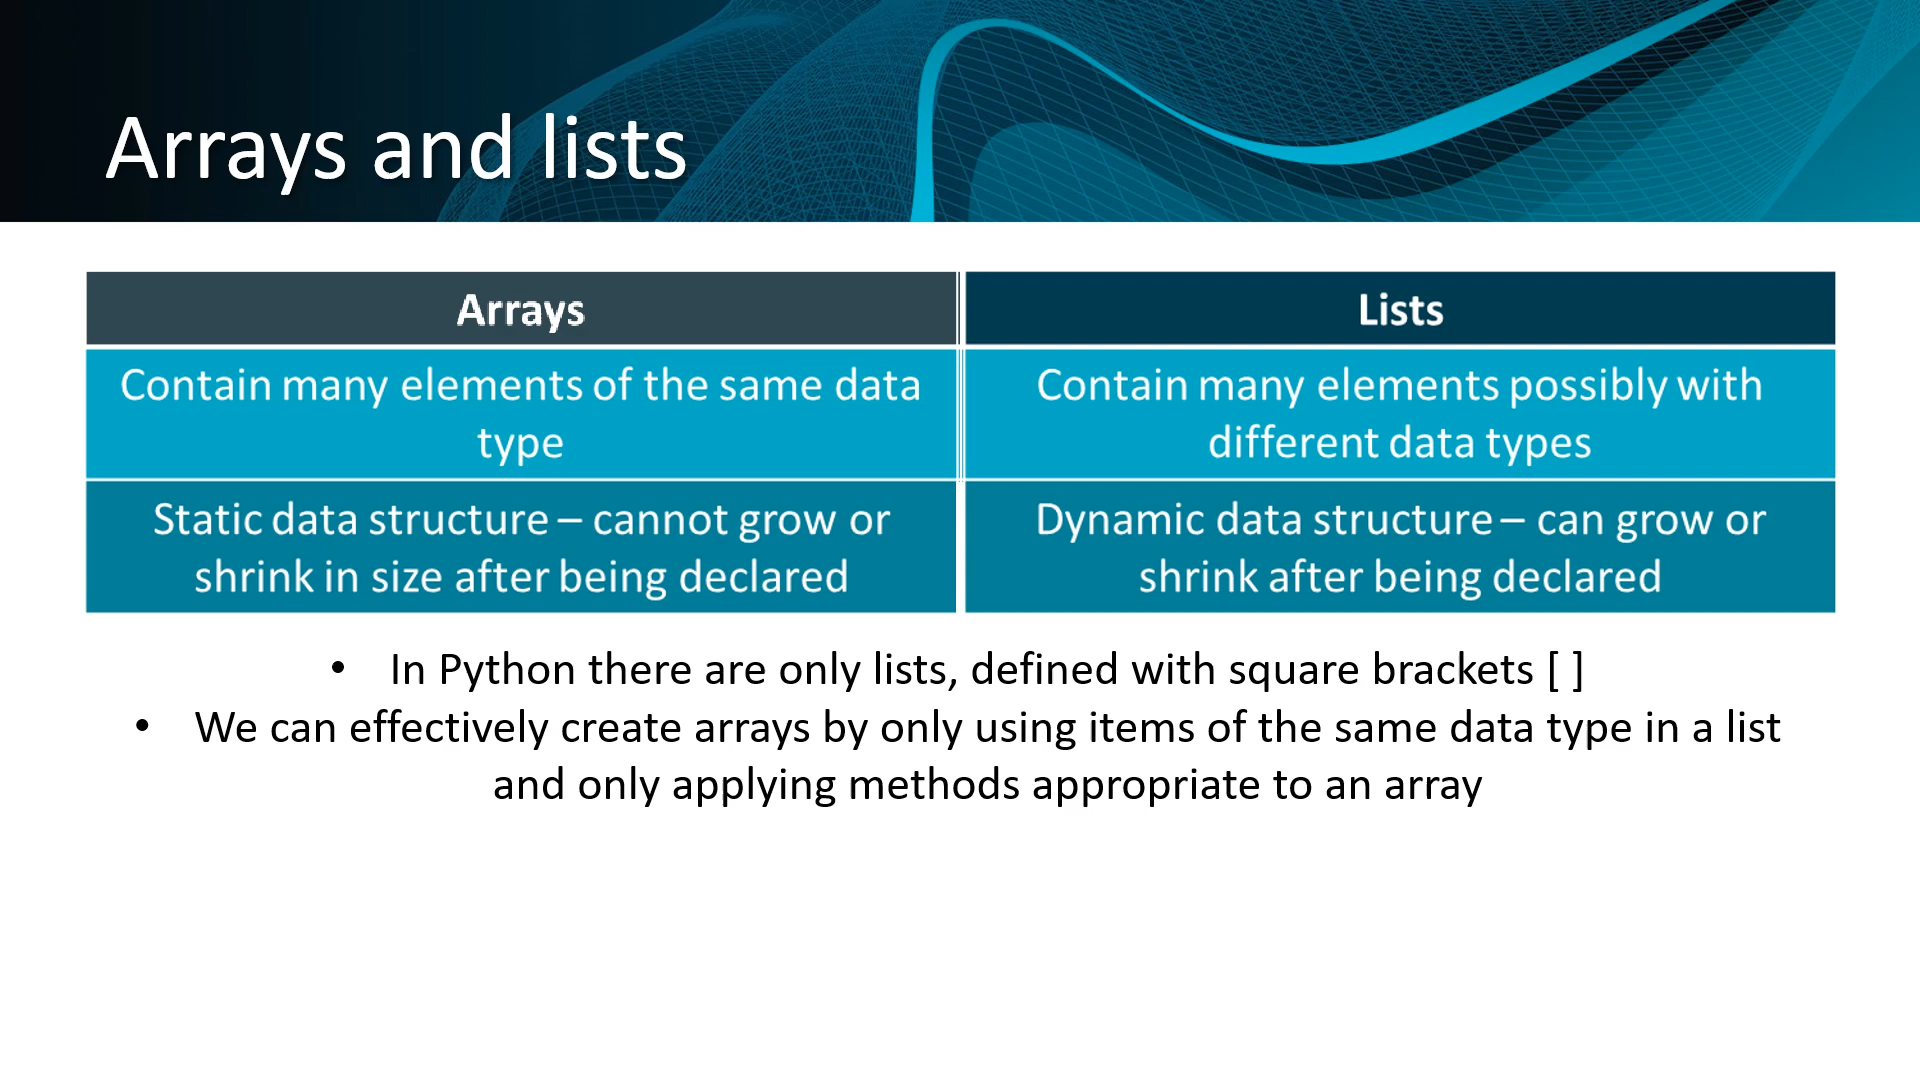 Arrays and lists
Arrays
Lists
Contain many elements of the same data
type
Contain many elements possibly with
different data types
Static data structure – cannot grow or
shrink in size after being declared
Dynamic data structure – can grow or
shrink after being declared
• In Python there are only lists, defined with square brackets [ ]
• We can effectively create arrays by only using items of the same data type in a list
and only applying methods appropriate to an array